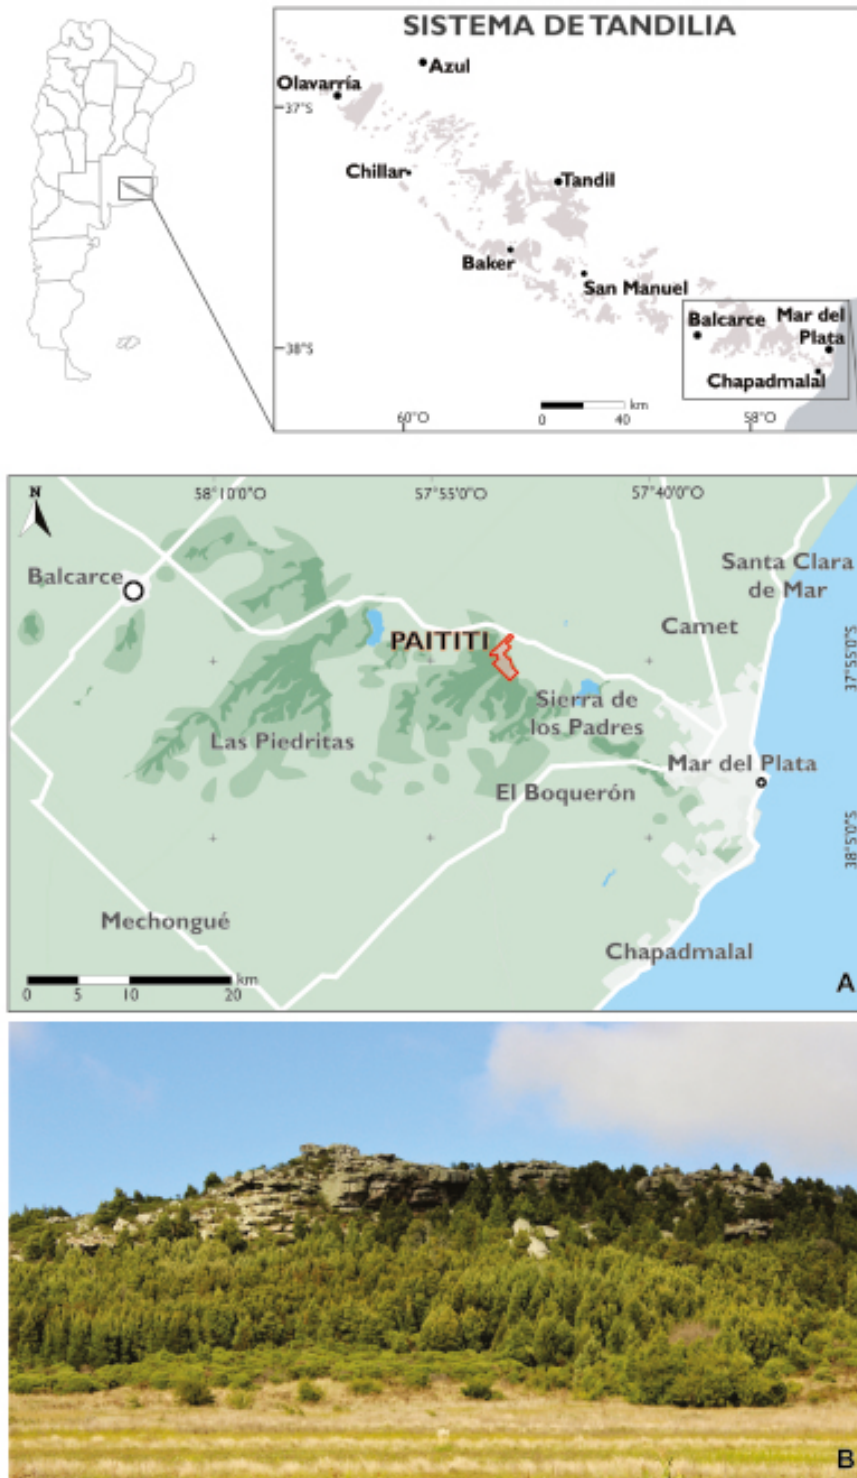 SISTEMA DE TANDILIA
Azul
Olavarría
37°S
Chillar
Tandil
Baker
San Manuel
Balcarce
Mar del
Plata
38°S
Chapadmalal
km
0 40
60°O
58°O
N
58°10'0"O 57°55'0"O 57°40'0"O
Balcarce
Santa Clara
de Mar
Camet
PAITITI
37°55'0"S
Sierra de
los Padres
Las Piedritas
Mar del Plata
El Boquerón
38°5'0"S
Mechongué
Chapadmalal
km
0 5 10 20
A
B